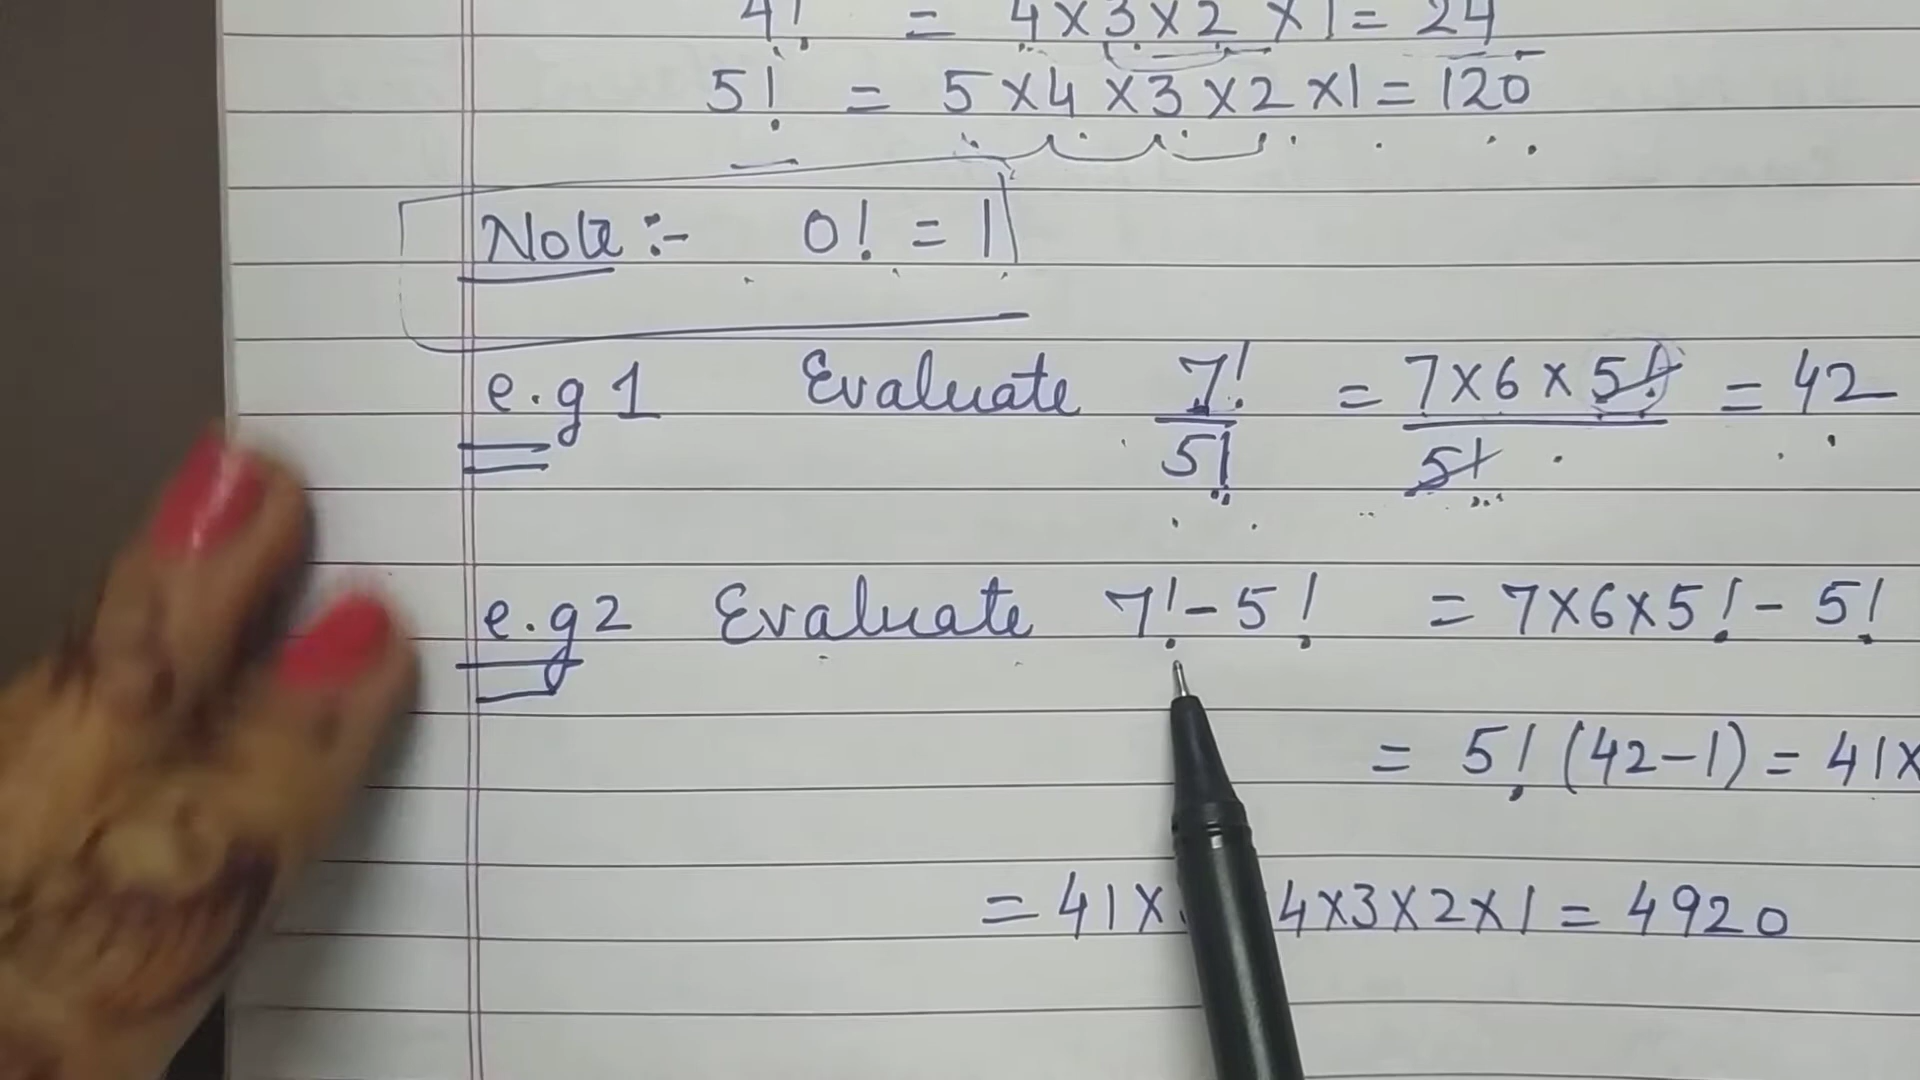 4! = 4×3×2×1 = 24
5! = 5×4×3×2×1 = 120
Note :- 0! = 1
e.g 1 Evaluate 7!/5! = 7×6×5!/5! = 42
e.g 2 Evaluate 7! - 5! = 7×6×5! - 5!
= 5! (42-1) = 41×
= 41× 4×3×2×1 = 4920